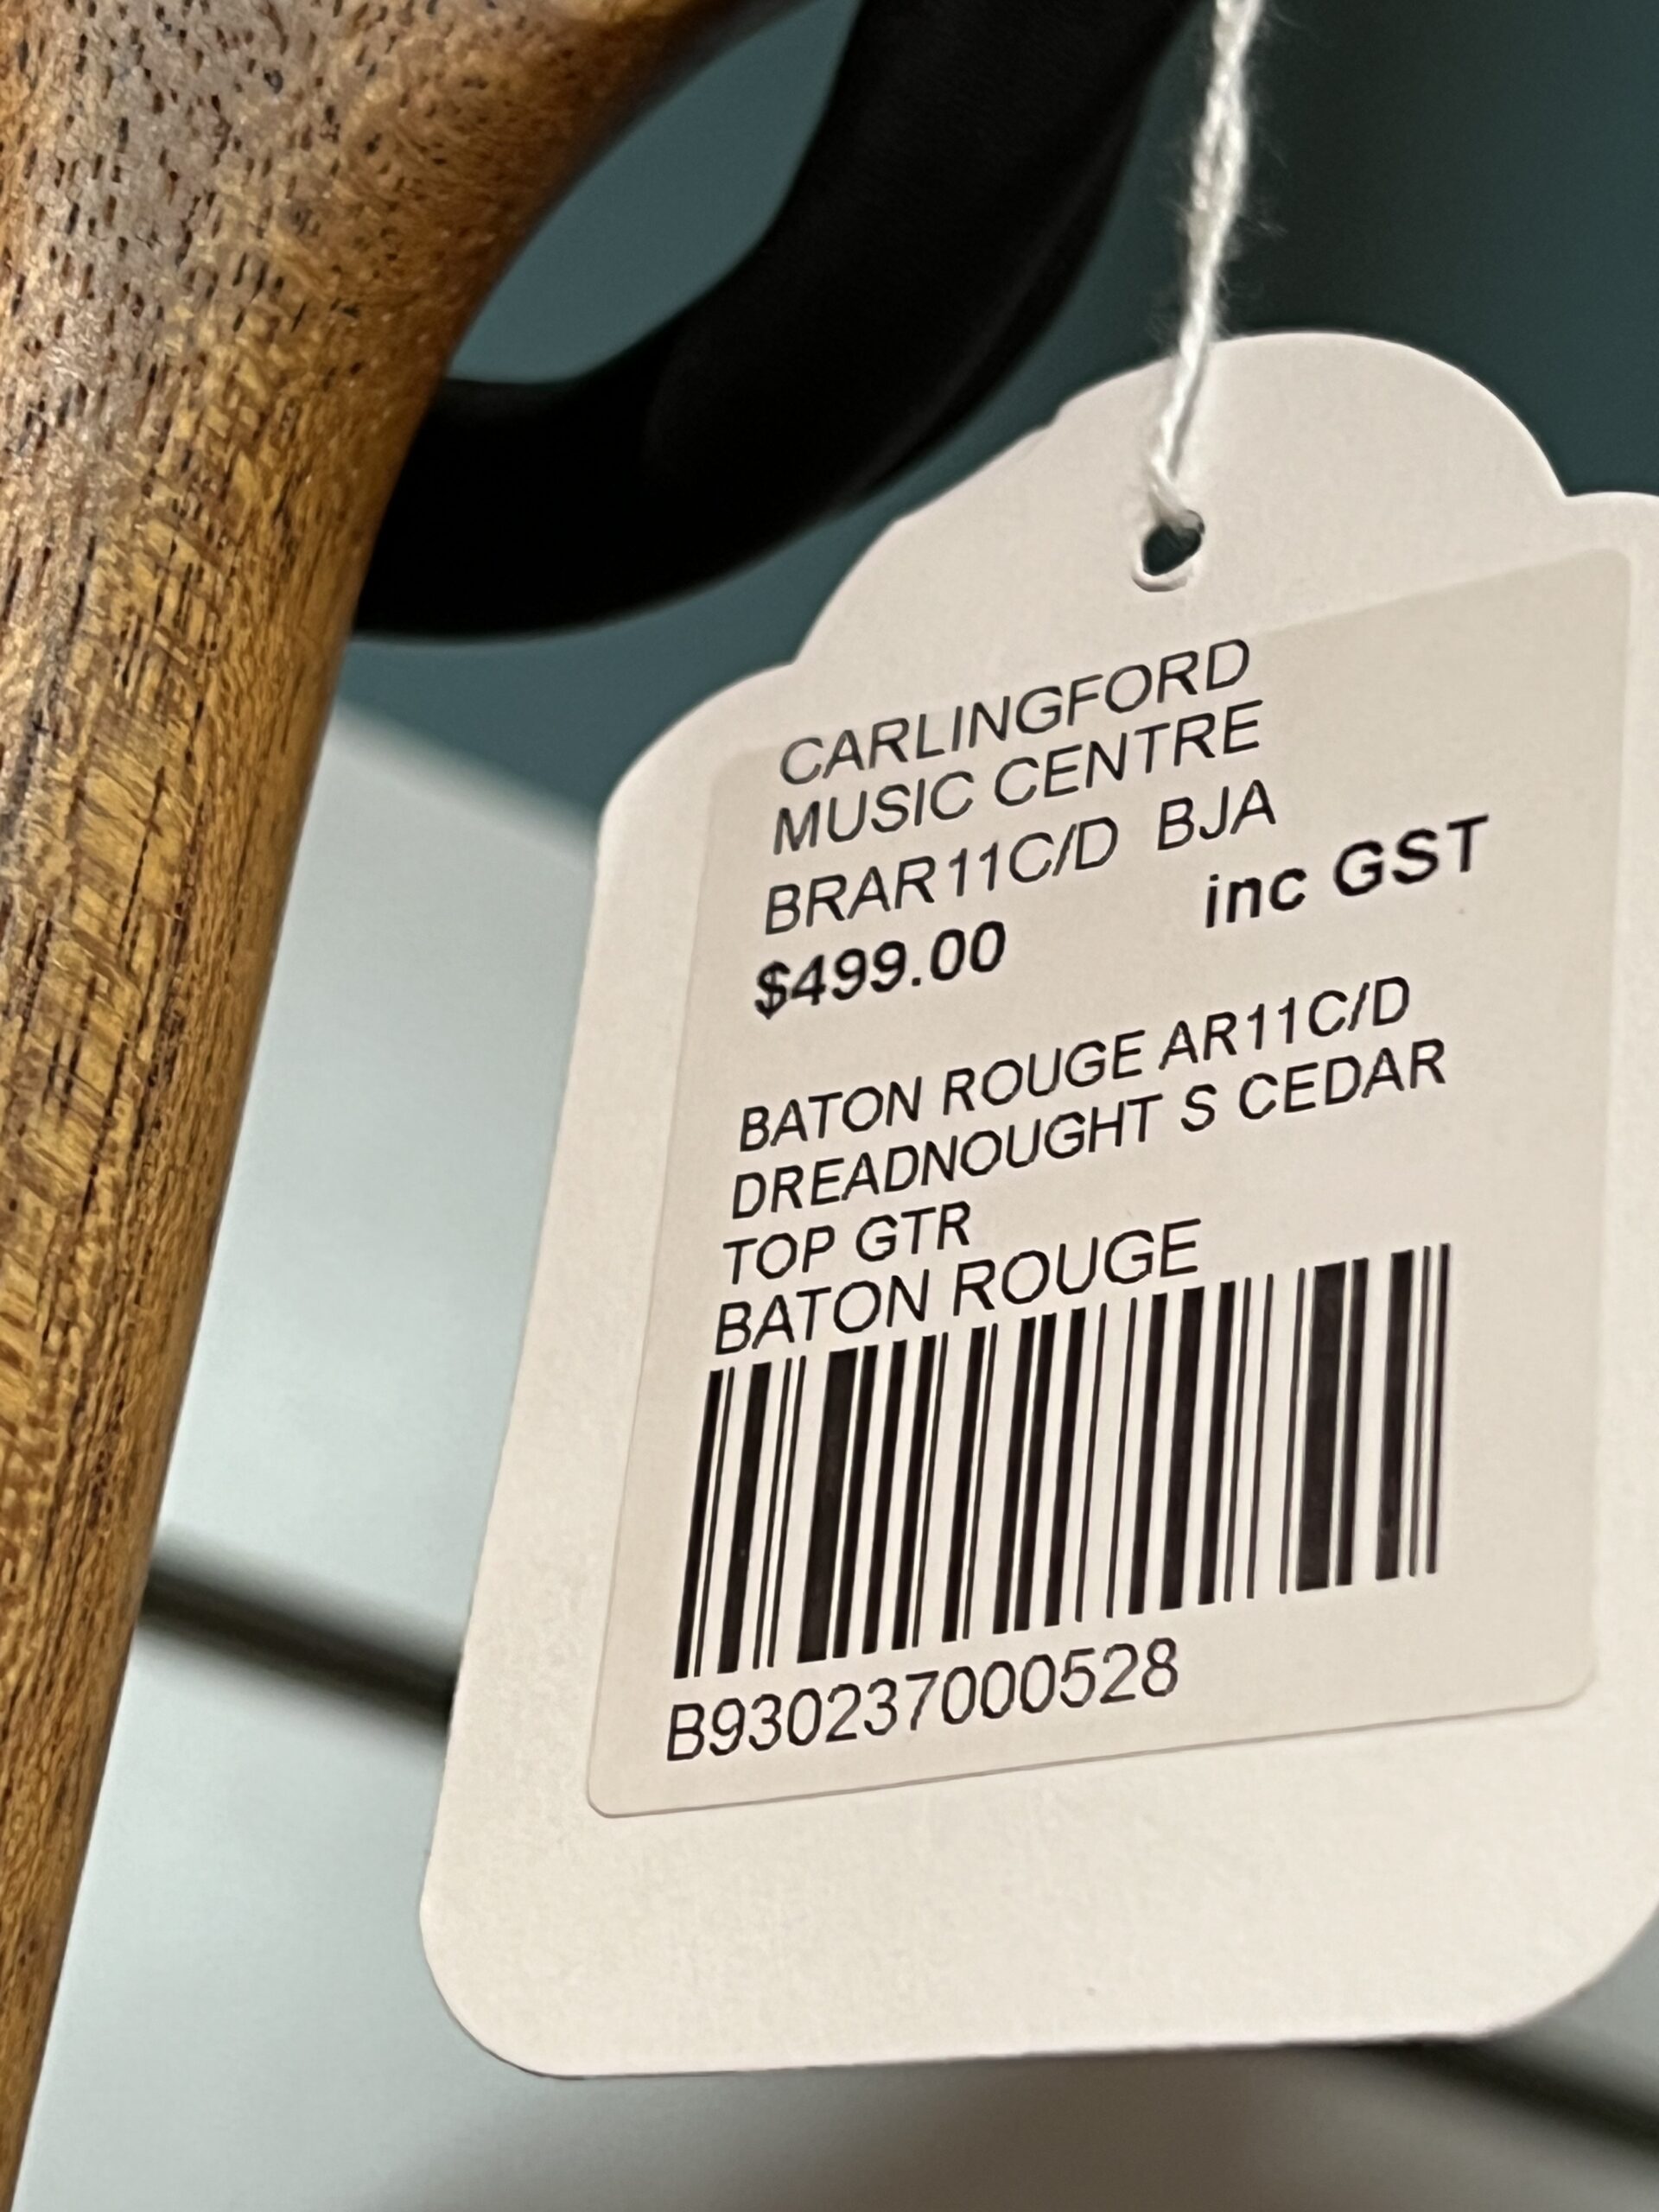 CARLINGFORD
MUSIC CENTRE
BRAR11C/D BJA
$499.00 inc GST
BATON ROUGE AR11C/D
DREADNOUGHT S CEDAR
TOP GTR
BATON ROUGE
B930237000528